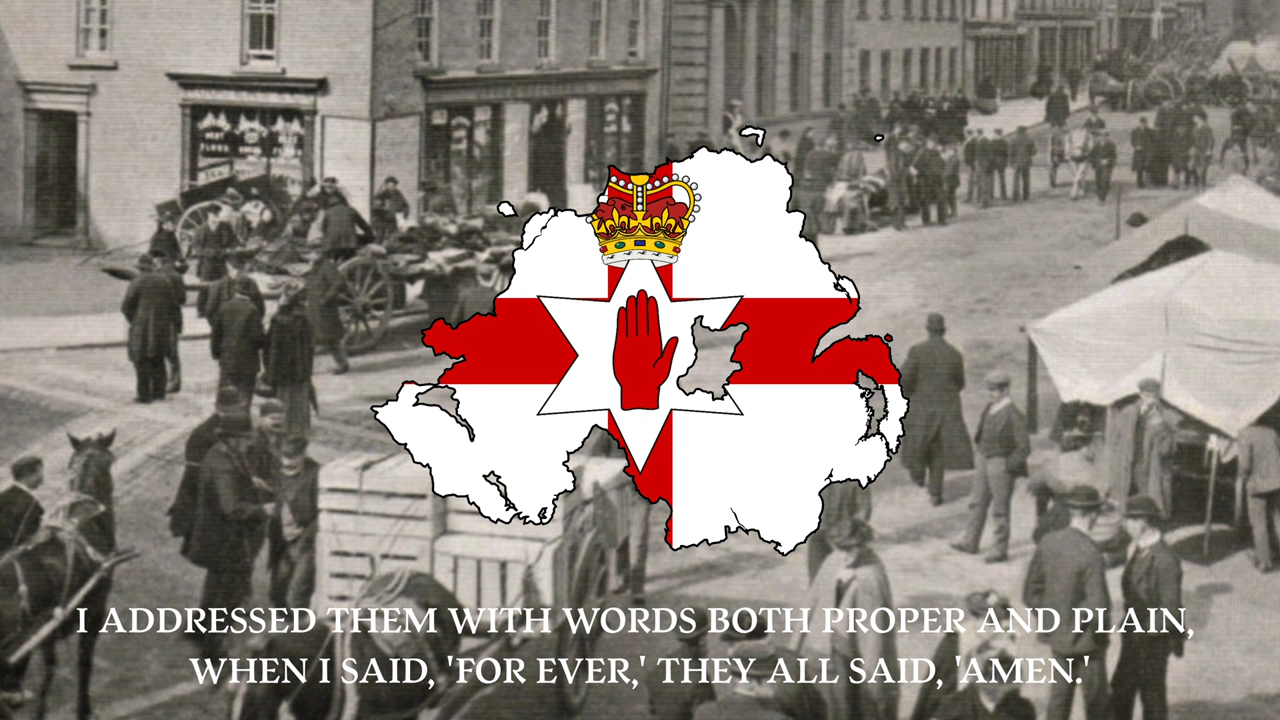 I ADDRESSED THEM WITH WORDS BOTH PROPER AND PLAIN,
WHEN I SAID, 'FOR EVER,' THEY ALL SAID, 'AMEN.'